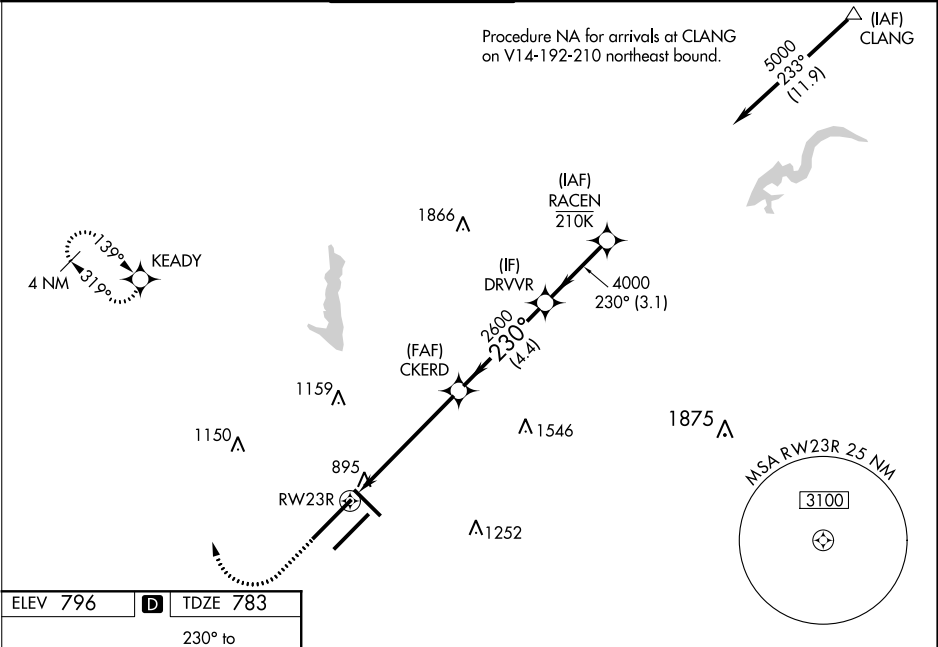 Procedure NA for arrivals at CLANG
on V14-192-210 northeast bound.
(IAF)
CLANG
5000
233°
(11.9)
(IAF)
RACEN
210K
1866
139°
319°
4 NM
KEADY
(IF)
DRVVR
4000
230° (3.1)
2600
230°
(4.4)
(FAF)
CKERD
1159
1150
1546
1875
895
RW23R
1252
MSA RW23R 25 NM
3100
ELEV 796
D
TDZE 783
230° to